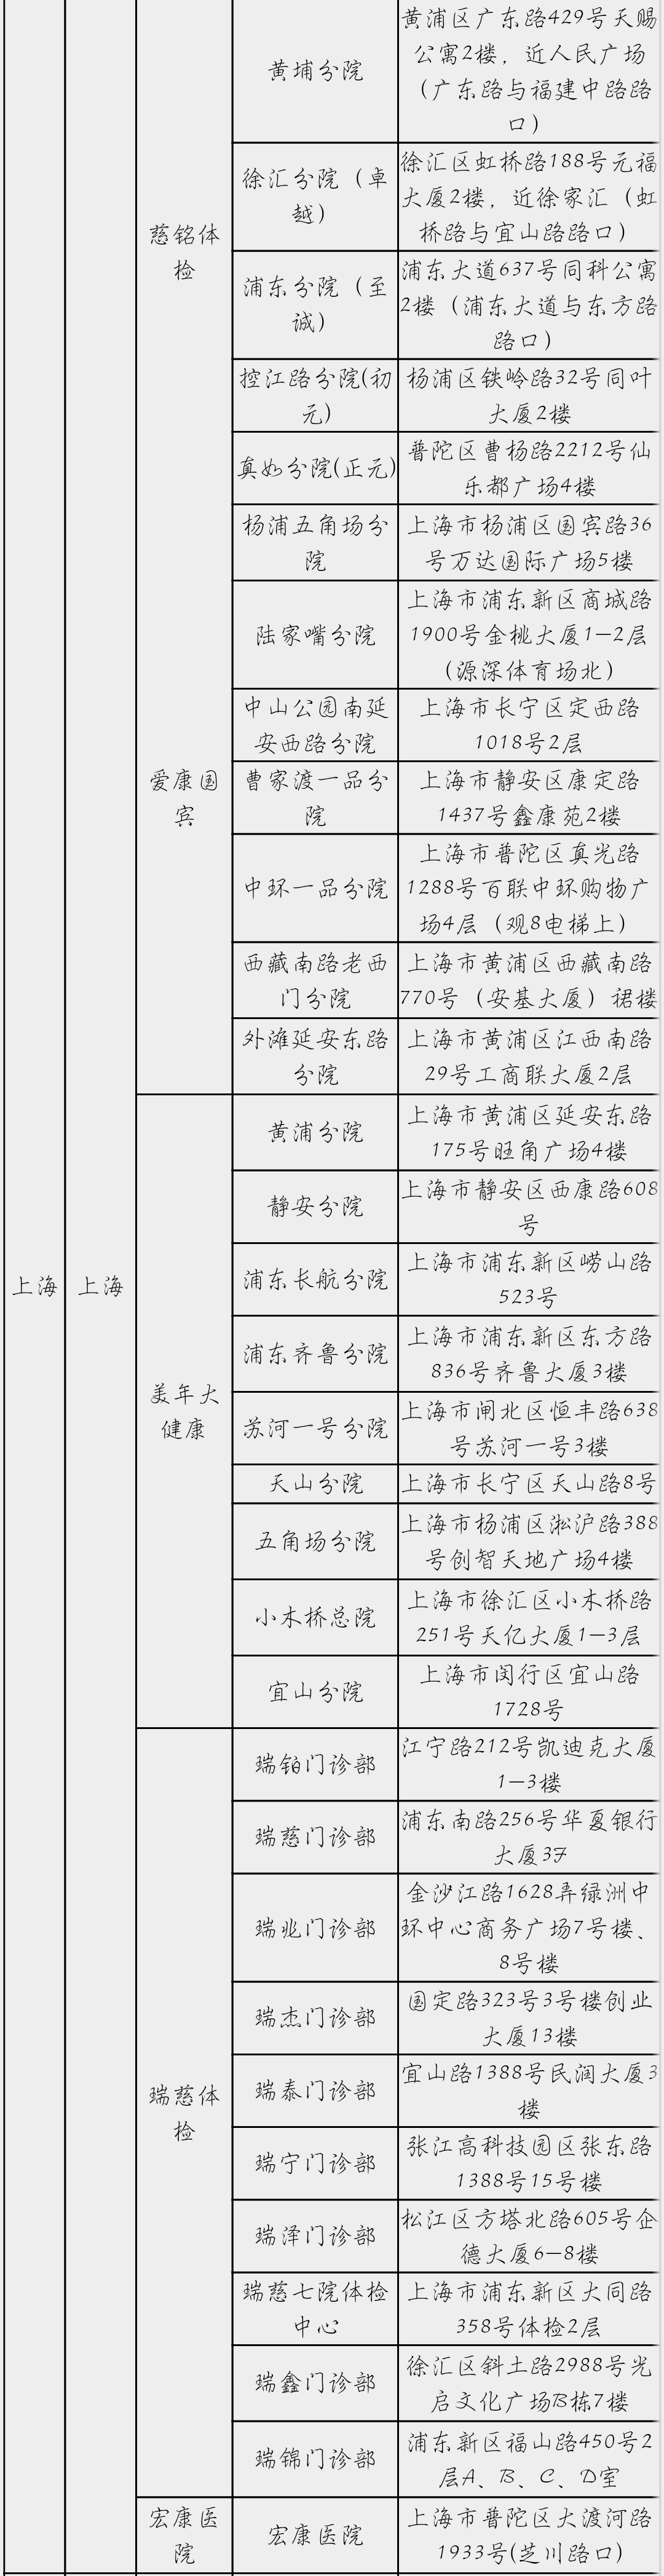 黄浦区广东路429号天赐
公寓2楼，近人民广场
（广东路与福建中路路
口）
黄埔分院
徐汇区虹桥路188号元福
大厦2楼，近徐家汇（虹
桥路与宜山路路口）
徐汇分院（卓
越）
慈铭体
检
浦东大道637号同科公寓
2楼（浦东大道与东方路
路口）
浦东分院（至
诚）
控江路分院(初
元)
杨浦区铁岭路32号同叶
大厦2楼
真如分院(正元)
普陀区曹杨路2212号仙
乐都广场4楼
杨浦五角场分
院
上海市杨浦区国宾路36
号万达国际广场5楼
陆家嘴分院
上海市浦东新区商城路
1900号金桃大厦1-2层
（源深体育场北）
中山公园南延
安西路分院
上海市长宁区定西路
1018号2层
爱康国
宾
曹家渡一品分
院
上海市静安区康定路
1437号鑫康苑2楼
中环一品分院
上海市普陀区真光路
1288号百联中环购物广
场4层（观8电梯上）
西藏南路老西
门分院
上海市黄浦区西藏南路
770号（安基大厦）裙楼
外滩延安东路
分院
上海市黄浦区江西南路
29号工商联大厦2层
黄浦分院
上海市黄浦区延安东路
175号旺角广场4楼
静安分院
上海市静安区西康路608
号
上海
上海
浦东长航分院
上海市浦东新区崂山路
523号
浦东齐鲁分院
上海市浦东新区东方路
836号齐鲁大厦3楼
美年大
健康
苏河一号分院
上海市闸北区恒丰路638
号苏河一号3楼
天山分院
上海市长宁区天山路8号
五角场分院
上海市杨浦区淞沪路388
号创智天地广场4楼
小木桥总院
上海市徐汇区小木桥路
251号天亿大厦1-3层
宜山分院
上海市闵行区宜山路
1728号
瑞铂门诊部
江宁路212号凯迪克大厦
1-3楼
瑞慈门诊部
浦东南路256号华夏银行
大厦3F
瑞兆门诊部
金沙江路1628弄绿洲中
环中心商务广场7号楼、
8号楼
瑞杰门诊部
国定路323号3号楼创业
大厦13楼
瑞慈体
检
瑞泰门诊部
宜山路1388号民润大厦3
楼
瑞宁门诊部
张江高科技园区张东路
1388号15号楼
瑞泽门诊部
松江区方塔北路605号企
德大厦6-8楼
瑞慈七院体检
中心
上海市浦东新区大同路
358号体检2层
瑞鑫门诊部
徐汇区斜土路2988号光
启文化广场B栋7楼
瑞锦门诊部
浦东新区福山路450号2
层A、B、C、D室
宏康医
院
宏康医院
上海市普陀区大渡河路
1933号(芝川路口)